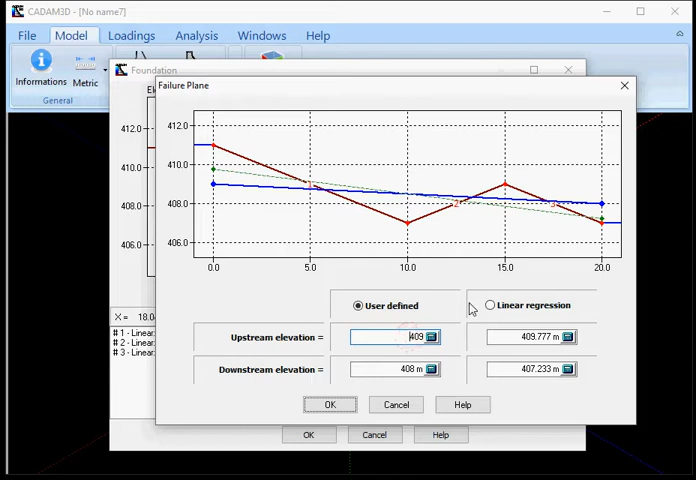 CADAM3D - [No name7]
File Model Loadings Analysis Windows Help
Informations Metric
General
Foundation
Failure Plane
412.0
410.0
408.0
406.0
0.0 5.0 10.0 15.0 20.0
1 2 3
412.0
410.0
408.0
406.0
X = 18.0
# 1 - Linear
# 2 - Linear
# 3 - Linear
User defined Linear regression
Upstream elevation = 409 409.777 m
Downstream elevation = 408 m 407.233 m
OK Cancel Help
OK Cancel Help